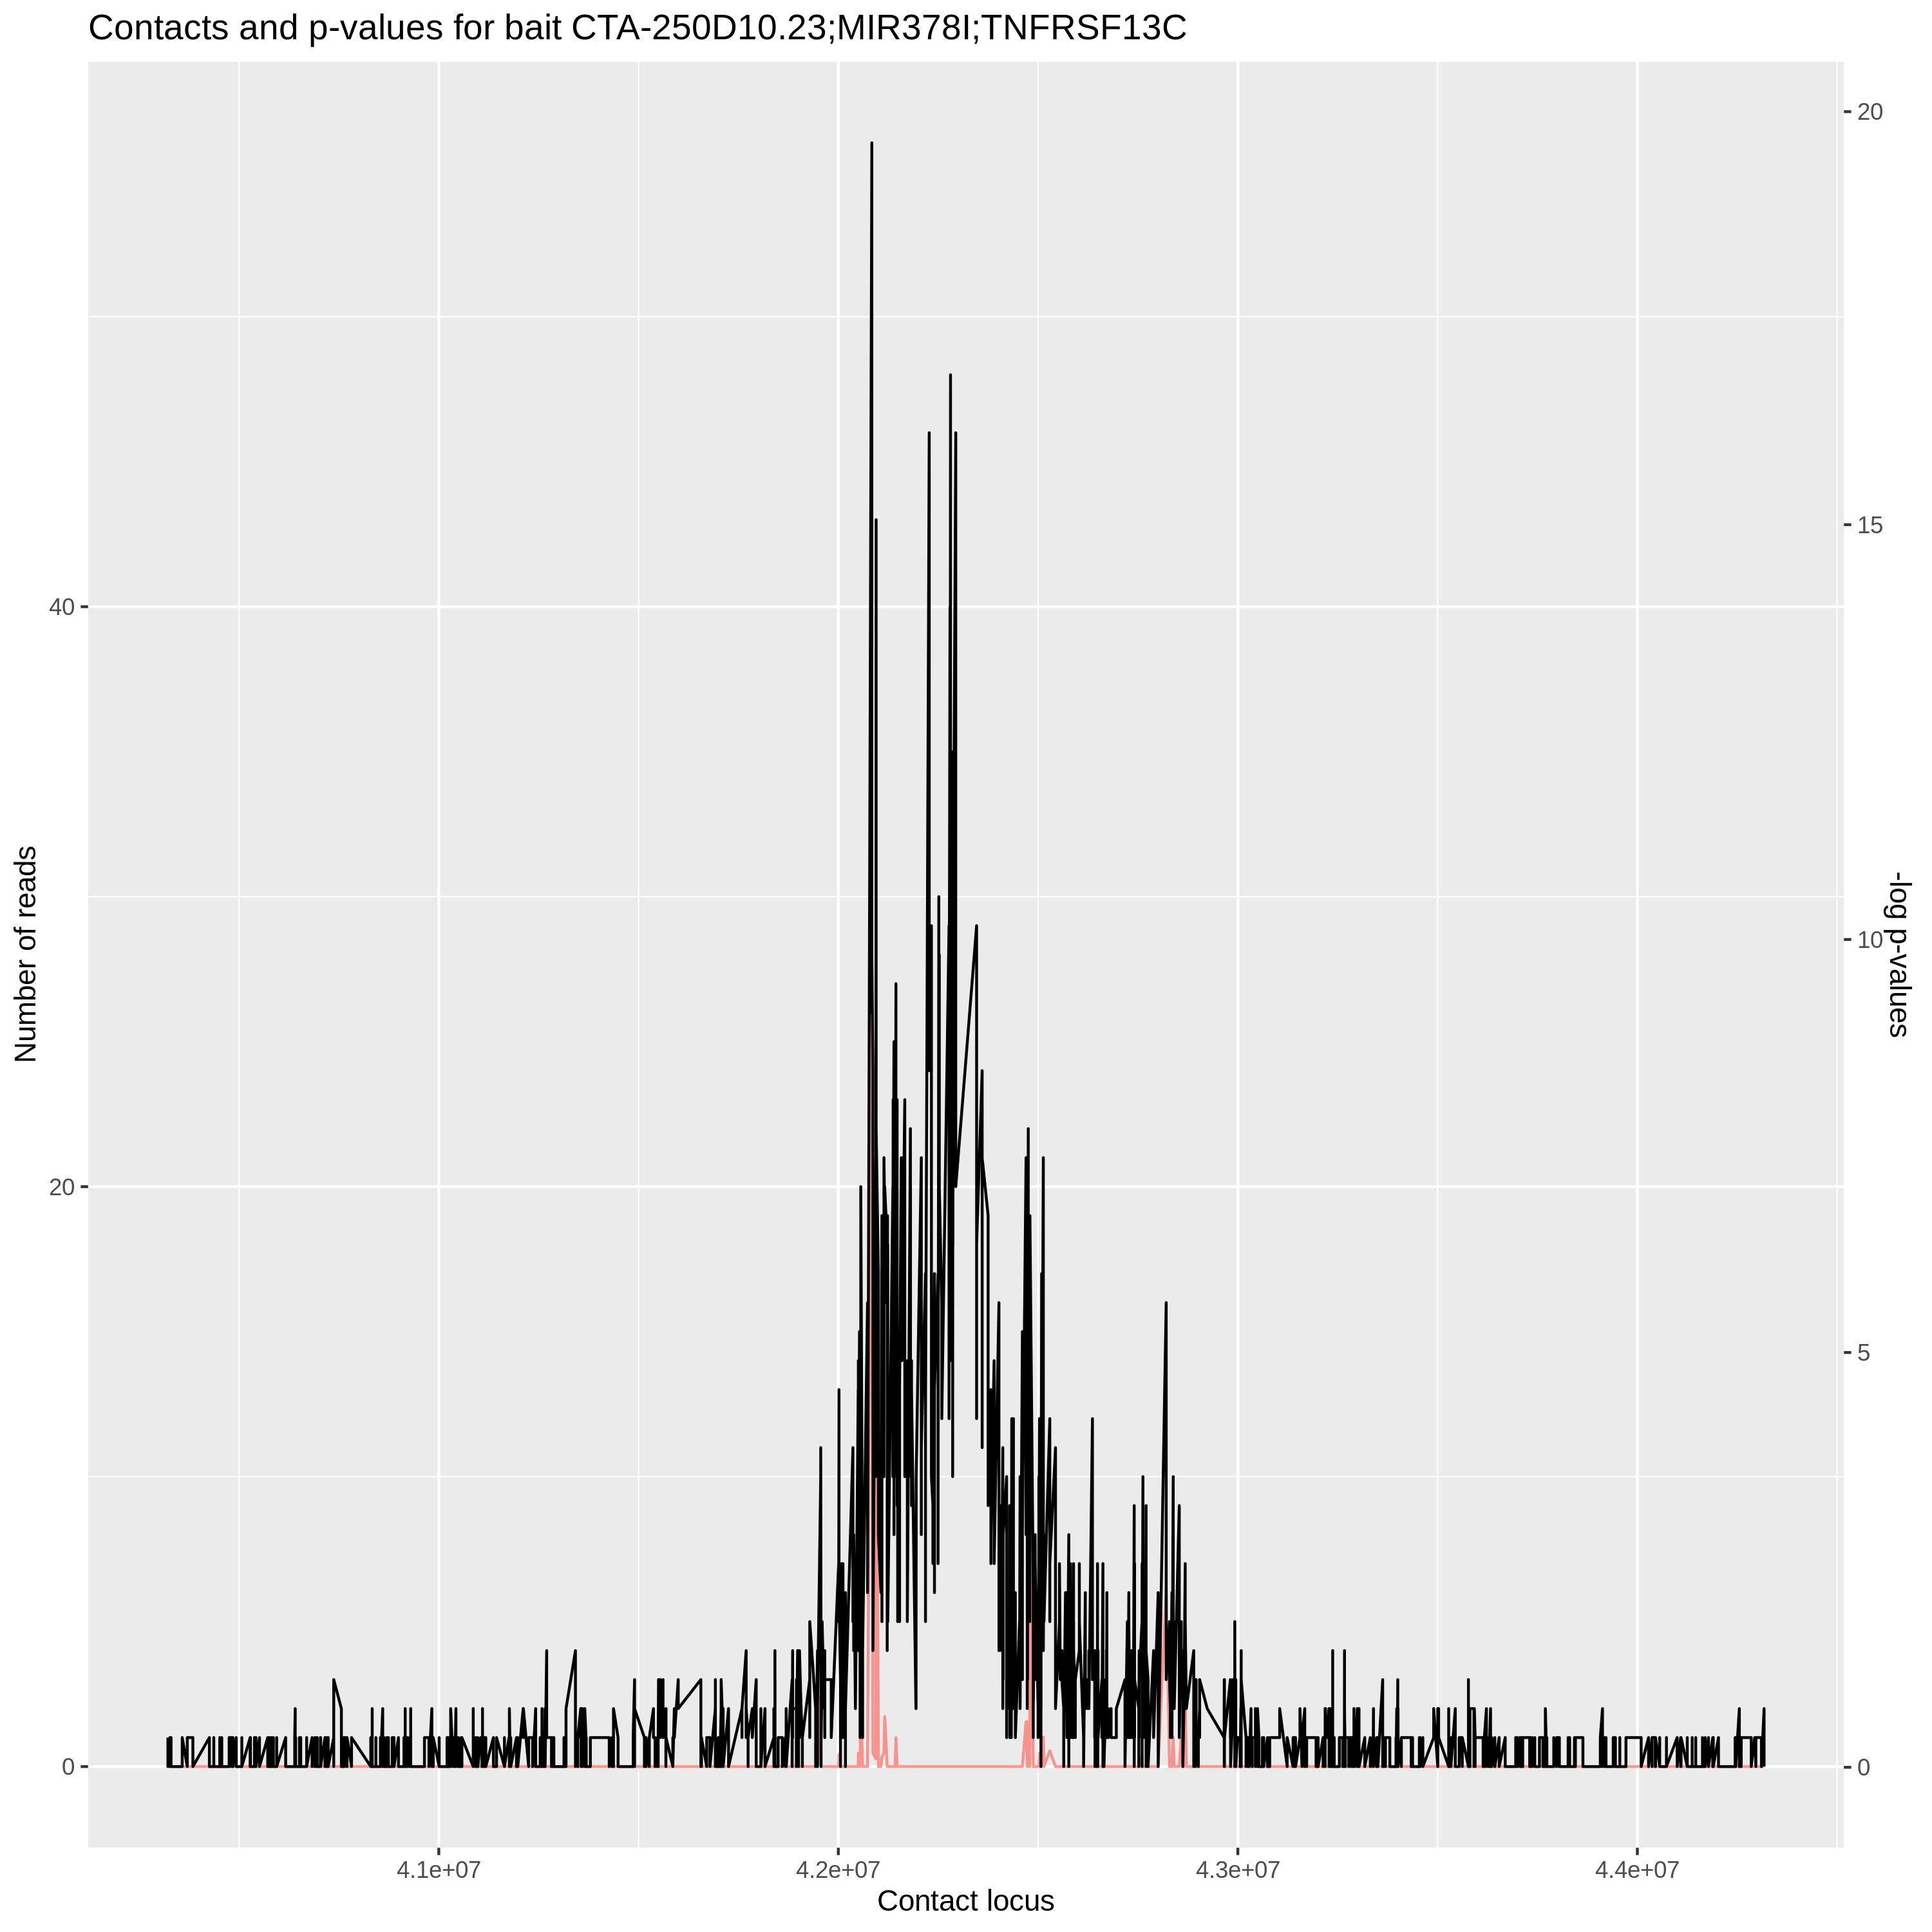 Contacts and p-values for bait CTA-250D10.23;MIR378I;TNFRSF13C
Number of reads
40
20
0
20
15
10
5
0
-log p-values
4.1e+07
4.2e+07
4.3e+07
4.4e+07
Contact locus